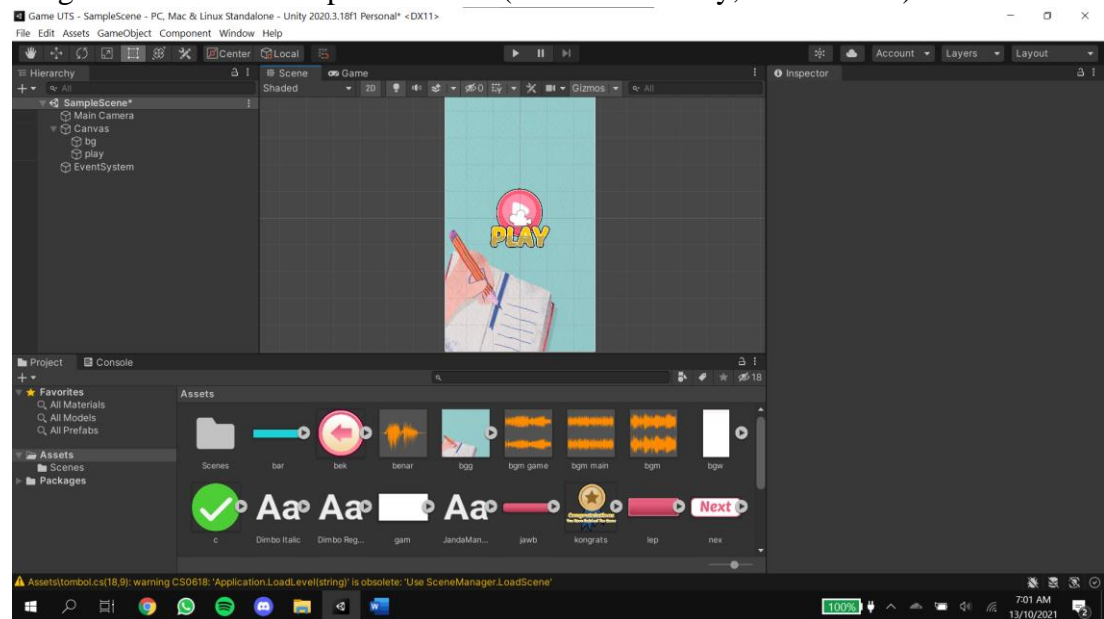 Game UTS - SampleScene - PC, Mac & Linux Standalone - Unity 2020.3.18f1 Personal* <DX11>
File Edit Assets GameObject Component Window Help
Center Local Account Layers Layout
Hierarchy Scene Game Inspector
All Shaded 2D 0 Gizmos All
SampleScene*
Main Camera
Canvas
bg
play
EventSystem
PLAY
Project Console
18
Favorites
All Materials
All Models
All Prefabs
Assets
Scenes
Packages
Assets
Scenes bar bek benar bgg bgm game bgm main bgm bgw
Aa Aa Aa Next
c Dimbo Italic Dimbo Reg... gam JandaMan... jawb kongrats lep nex
Assets\tombol.cs(18,9): warning CS0618: 'Application.LoadLevel(string)' is obsolete: 'Use SceneManager.LoadScene'
100% 7:01 AM
13/10/2021 2